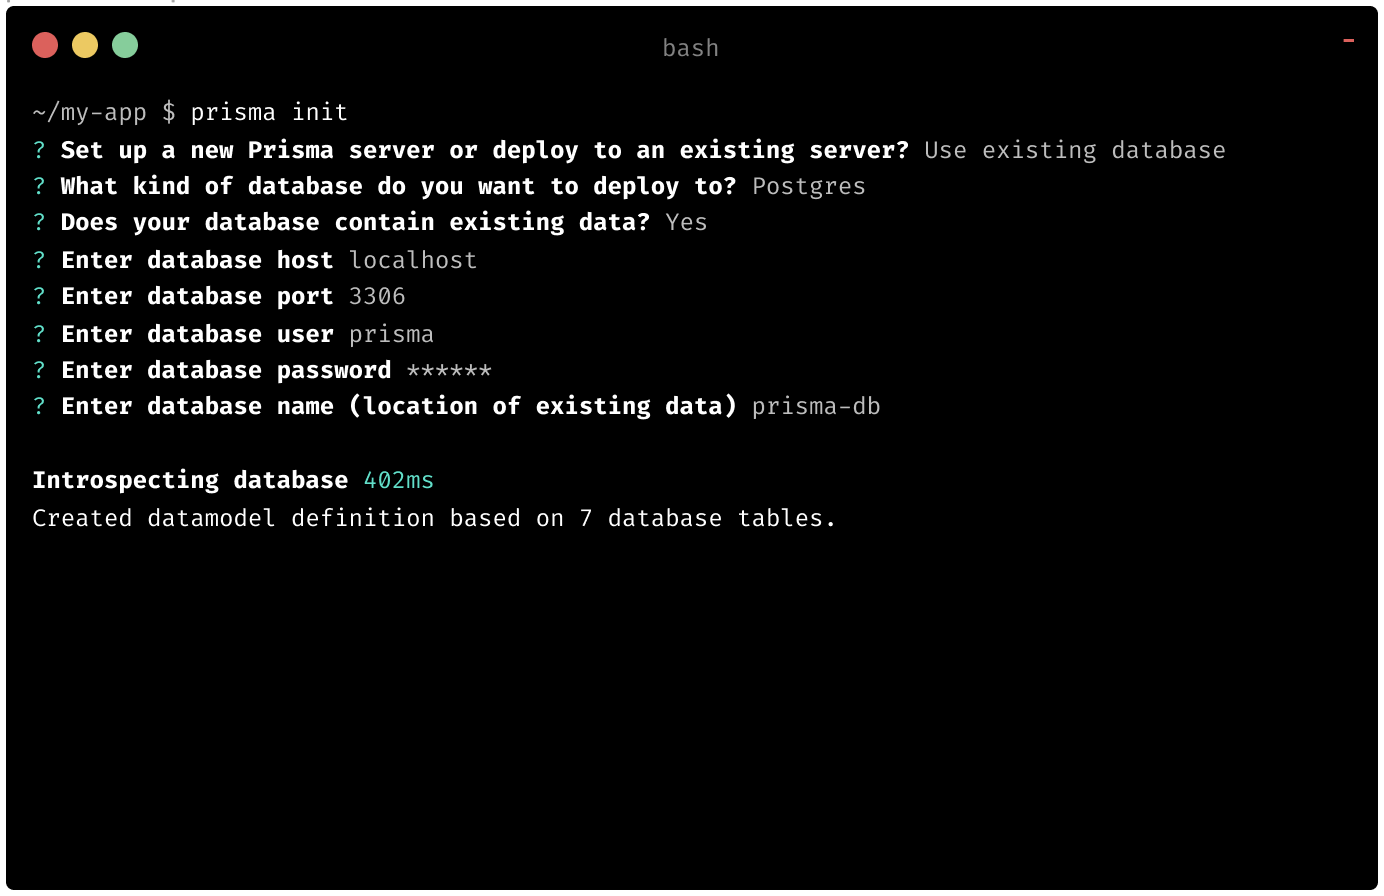 bash
~/my-app $ prisma init
? Set up a new Prisma server or deploy to an existing server? Use existing database
? What kind of database do you want to deploy to? Postgres
? Does your database contain existing data? Yes
? Enter database host localhost
? Enter database port 3306
? Enter database user prisma
? Enter database password ******
? Enter database name (location of existing data) prisma-db
Introspecting database 402ms
Created datamodel definition based on 7 database tables.